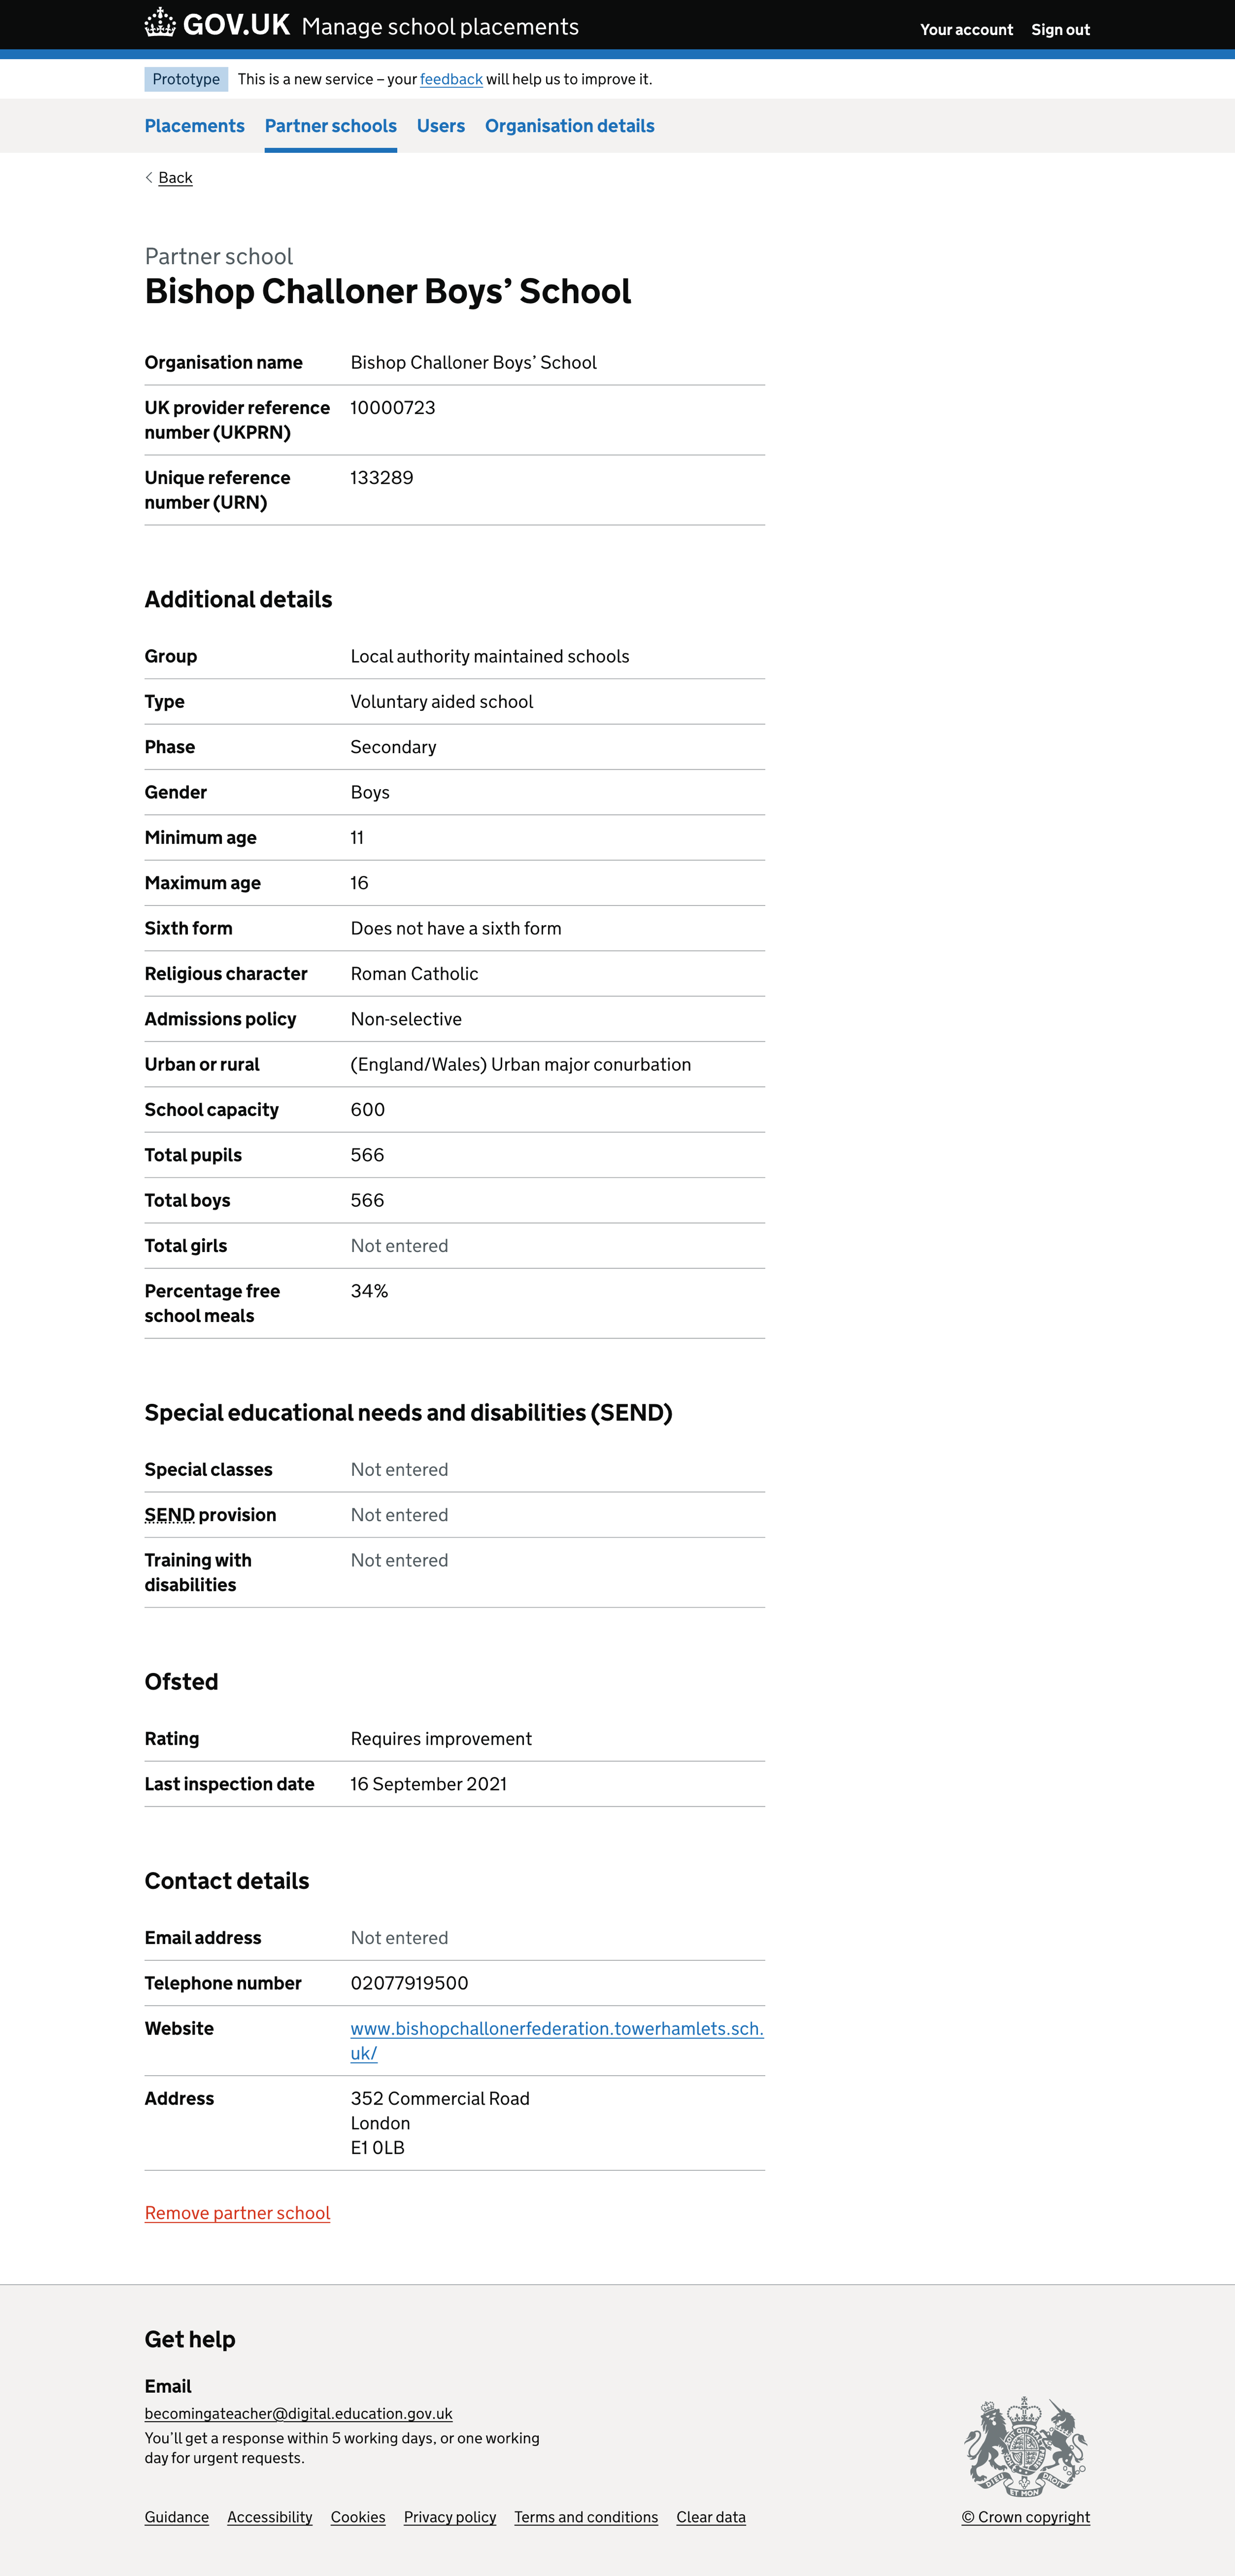 GOV.UK Manage school placements
Your account Sign out
Prototype This is a new service – your feedback will help us to improve it.
Placements Partner schools Users Organisation details
Back
Partner school
Bishop Challoner Boys’ School
Organisation name Bishop Challoner Boys’ School
UK provider reference number (UKPRN) 10000723
Unique reference number (URN) 133289
Additional details
Group Local authority maintained schools
Type Voluntary aided school
Phase Secondary
Gender Boys
Minimum age 11
Maximum age 16
Sixth form Does not have a sixth form
Religious character Roman Catholic
Admissions policy Non-selective
Urban or rural (England/Wales) Urban major conurbation
School capacity 600
Total pupils 566
Total boys 566
Total girls Not entered
Percentage free school meals 34%
Special educational needs and disabilities (SEND)
Special classes Not entered
SEND provision Not entered
Training with disabilities Not entered
Ofsted
Rating Requires improvement
Last inspection date 16 September 2021
Contact details
Email address Not entered
Telephone number 02077919500
Website www.bishopchallonerfederation.towerhamlets.sch.
uk/
Address 352 Commercial Road
London
E1 0LB
Remove partner school
Get help
Email
becomingateacher@digital.education.gov.uk
You’ll get a response within 5 working days, or one working
day for urgent requests.
DIEU ET MON DROIT
Guidance Accessibility Cookies Privacy policy Terms and conditions Clear data
© Crown copyright